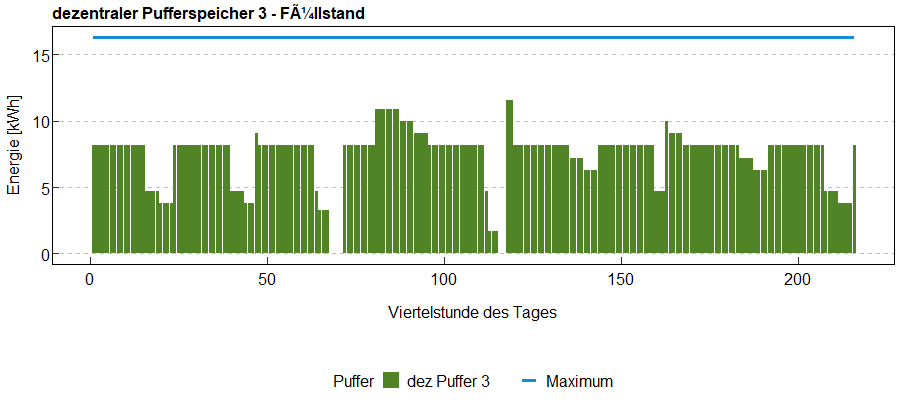 dezentraler Pufferspeicher 3 - FÃ¼llstand
Energie [kWh]
15
10
5
0
0 50 100 150 200
Viertelstunde des Tages
Puffer dez Puffer 3 Maximum